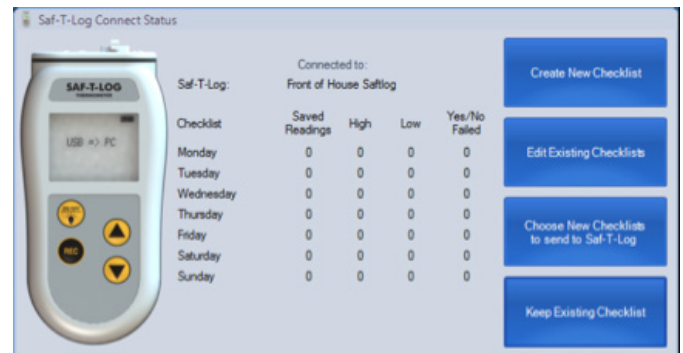 Saf-T-Log Connect Status
SAF-T-LOG
THERMOMETER
USB => PC
ON/OFF
REC
Connected to:
Saf-T-Log: Front of House Saftlog
Checklist Saved Readings High Low Yes/No Failed
Monday 0 0 0 0
Tuesday 0 0 0 0
Wednesday 0 0 0 0
Thursday 0 0 0 0
Friday 0 0 0 0
Saturday 0 0 0 0
Sunday 0 0 0 0
Create New Checklist
Edit Existing Checklists
Choose New Checklists
to send to Saf-T-Log
Keep Existing Checklist